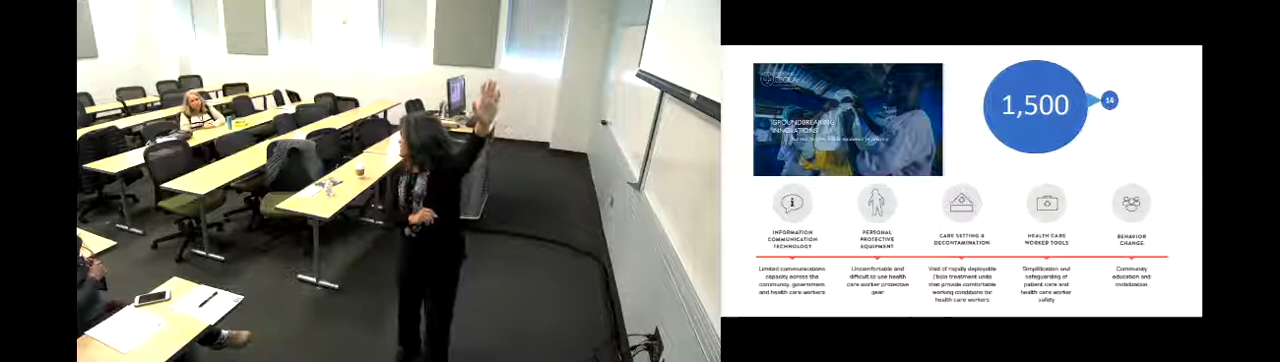 EBOLA
GROUNDBREAKING
INNOVATIONS
1,500
14
INFORMATION
COMMUNICATION
TECHNOLOGY
Limited communications
capacity across the
community, government
and health care workers
PERSONAL
PROTECTIVE
EQUIPMENT
Uncomfortable and
difficult to use health
care worker protective
gear
CARE SETTING &
DECONTAMINATION
Void of rapidly deployable
Ebola treatment units
that provide comfortable
working conditions for
health care workers
HEALTH CARE
WORKER TOOLS
Simplification and
safeguarding of
patient care and
health care worker
safety
BEHAVIOR
CHANGE
Community
education and
mobilization